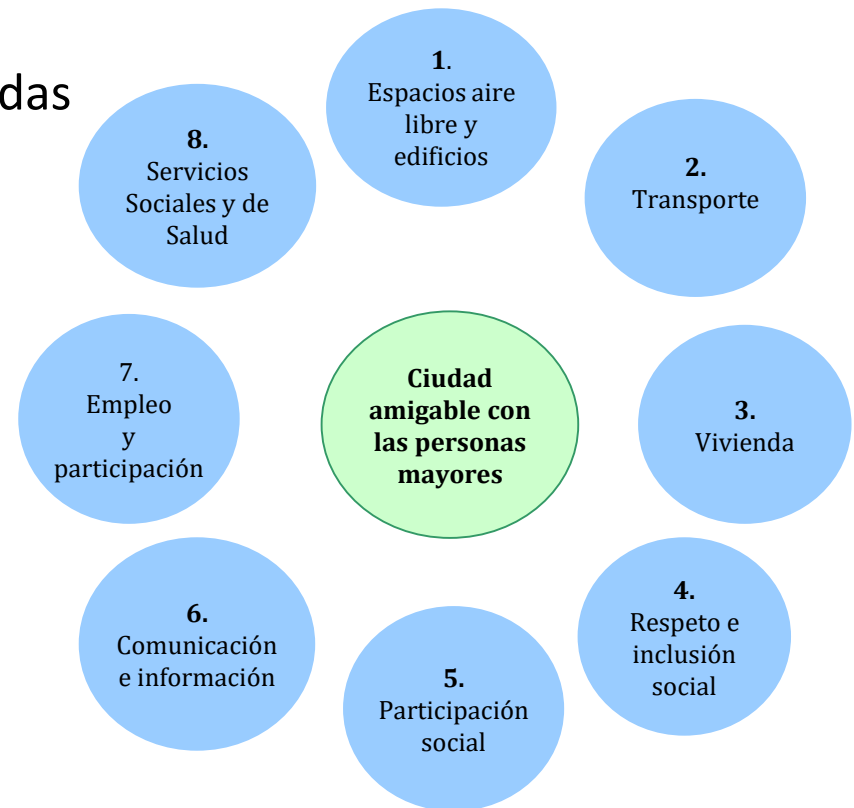 das
1.
Espacios aire
libre y
edificios
2.
Transporte
3.
Vivienda
4.
Respeto e
inclusión
social
5.
Participación
social
6.
Comunicación
e información
7.
Empleo
y
participación
8.
Servicios
Sociales y de
Salud
Ciudad
amigable con
las personas
mayores